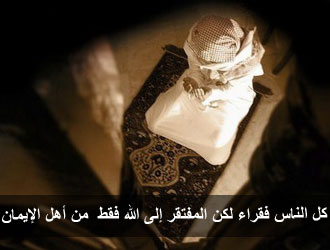 كل الناس فقراء لكن المفتقر إلى الله فقط من أهل الإيمان